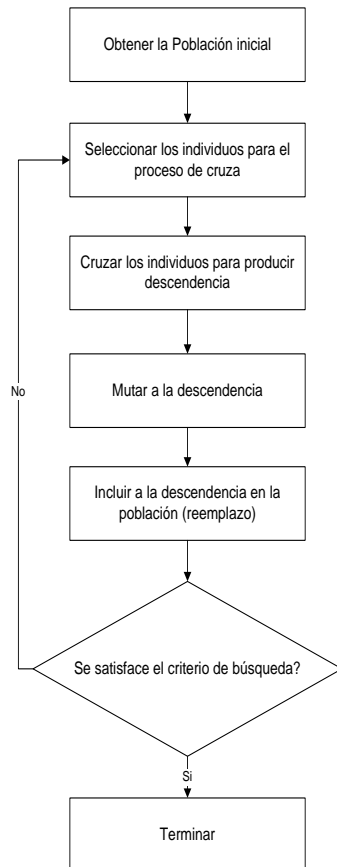 Obtener la Población inicial
Seleccionar los individuos para el
proceso de cruza
Cruzar los individuos para producir
descendencia
No
Mutar a la descendencia
Incluir a la descendencia en la
población (reemplazo)
Se satisface el criterio de búsqueda?
Si
Terminar